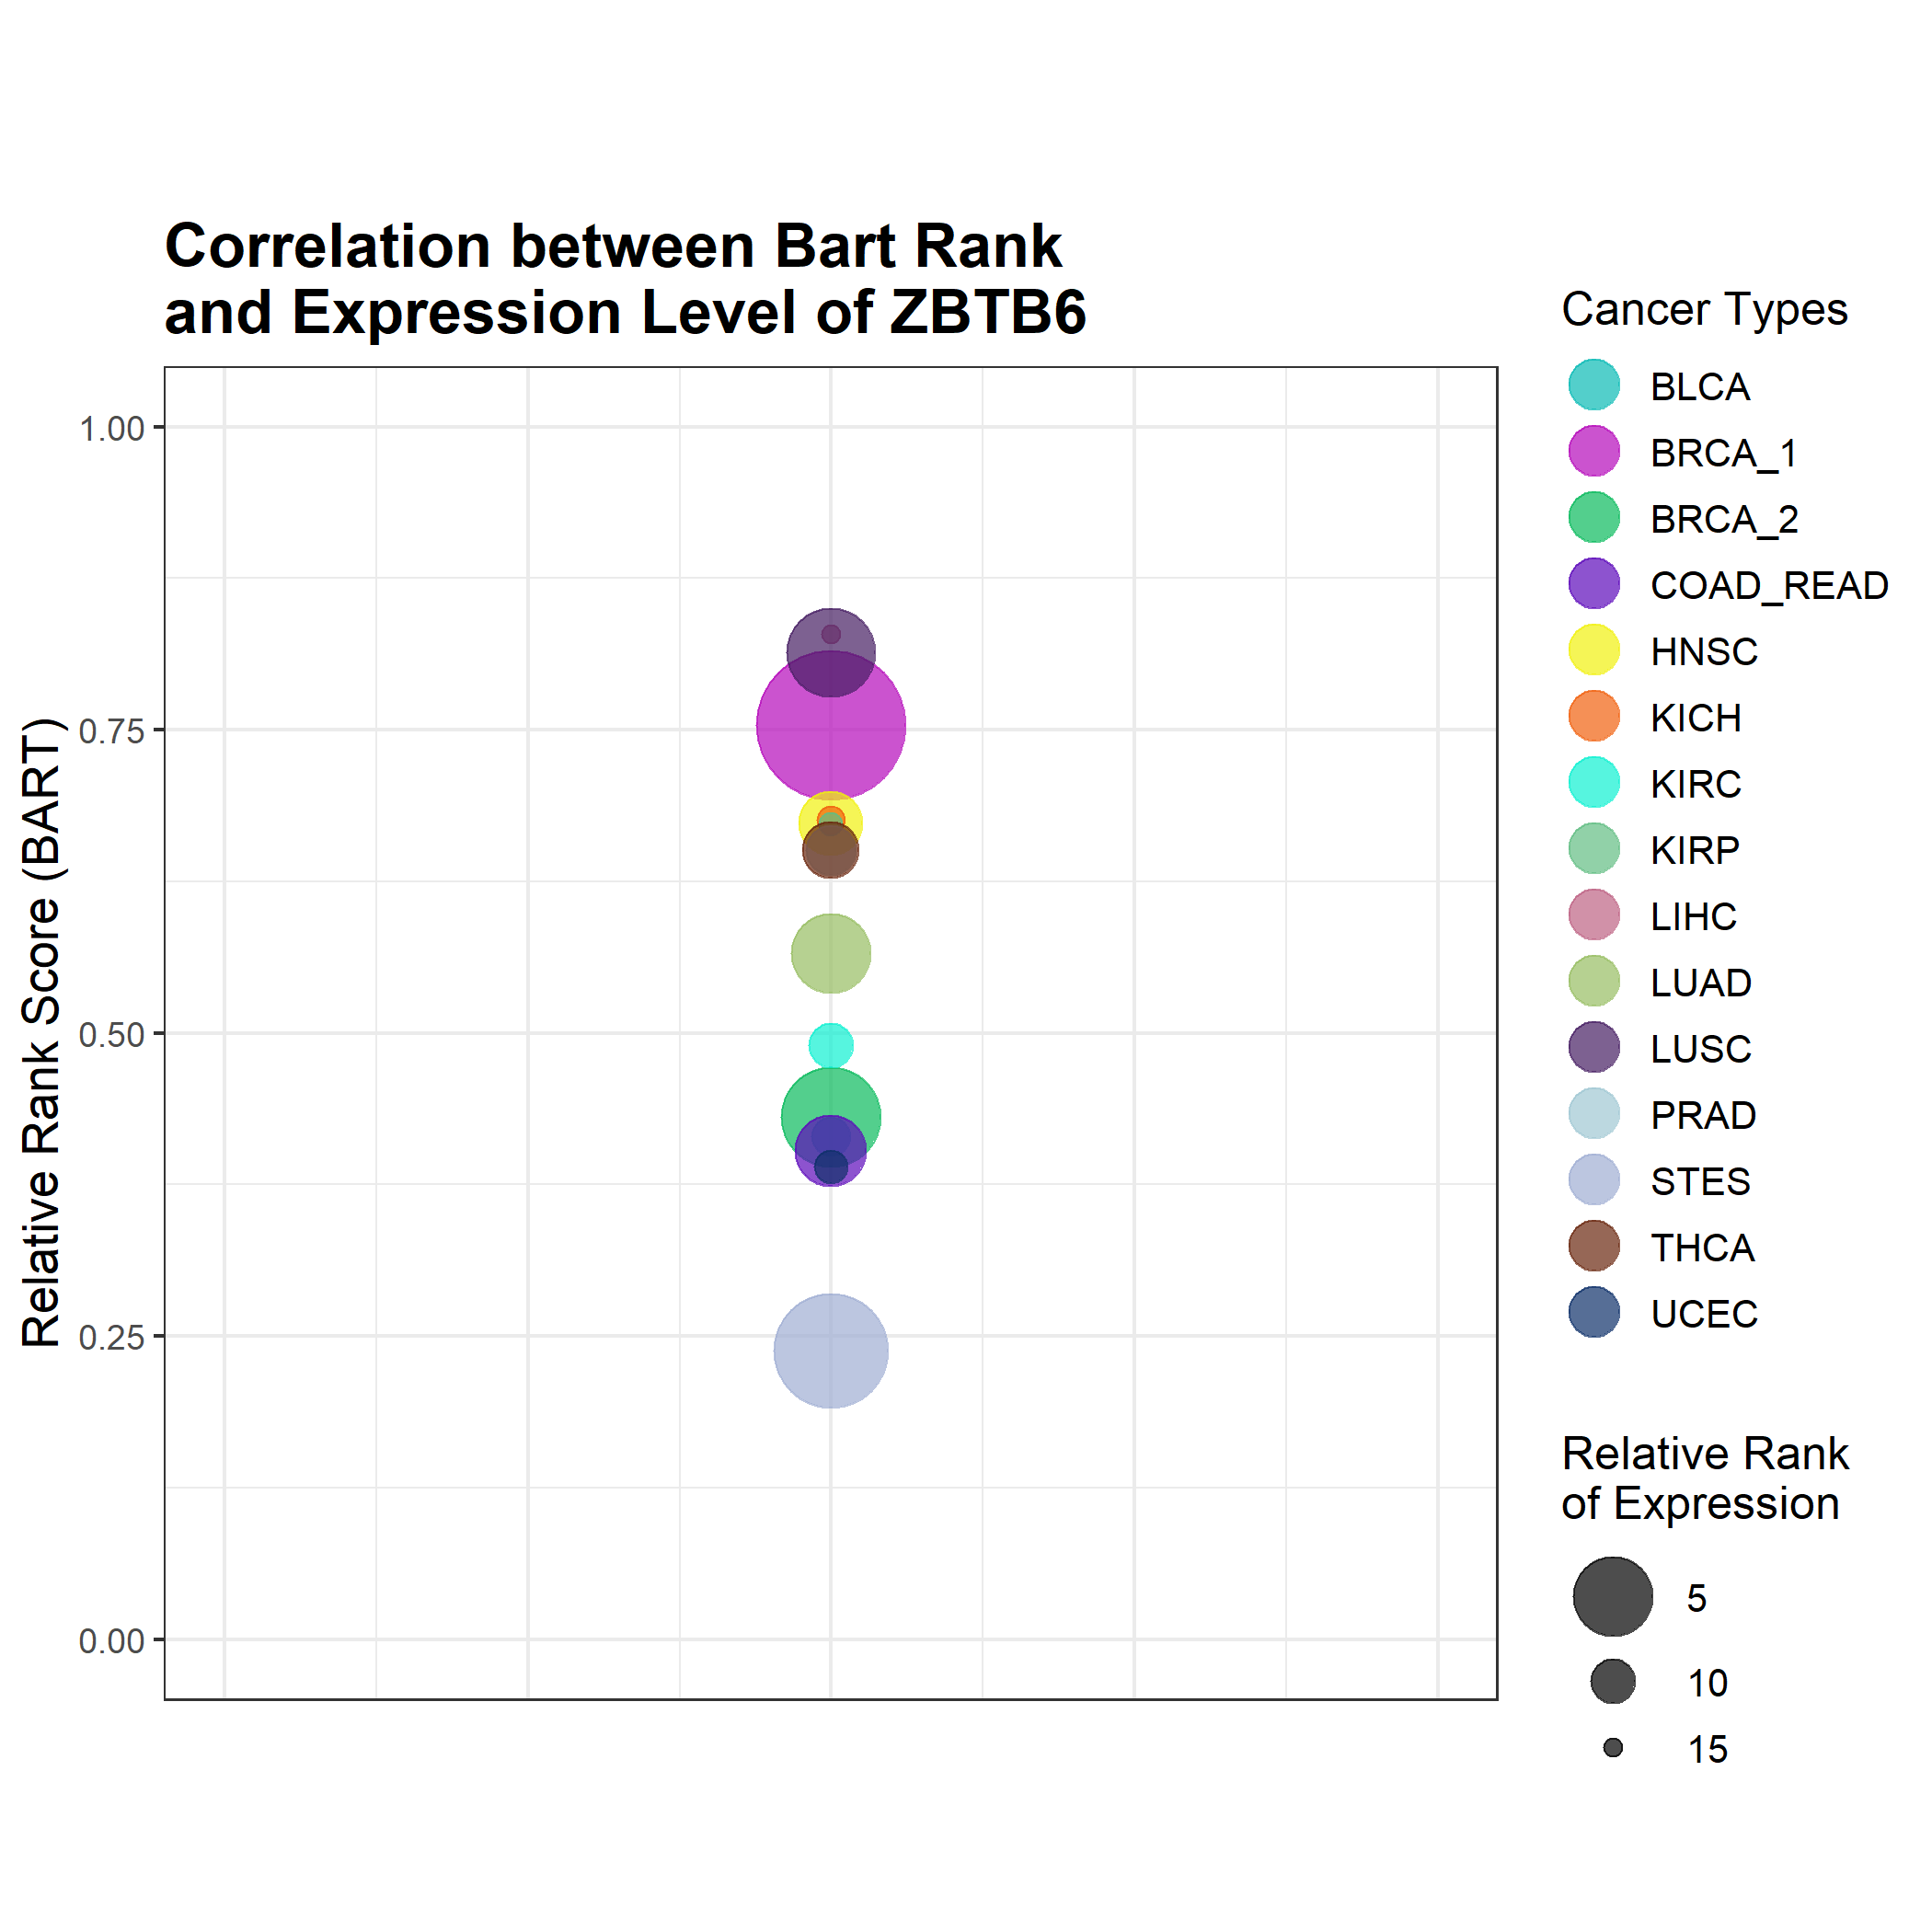 Correlation between Bart Rank
and Expression Level of ZBTB6
Relative Rank Score (BART)
1.00
0.75
0.50
0.25
0.00
Cancer Types
BLCA
BRCA_1
BRCA_2
COAD_READ
HNSC
KICH
KIRC
KIRP
LIHC
LUAD
LUSC
PRAD
STES
THCA
UCEC
Relative Rank
of Expression
5
10
15